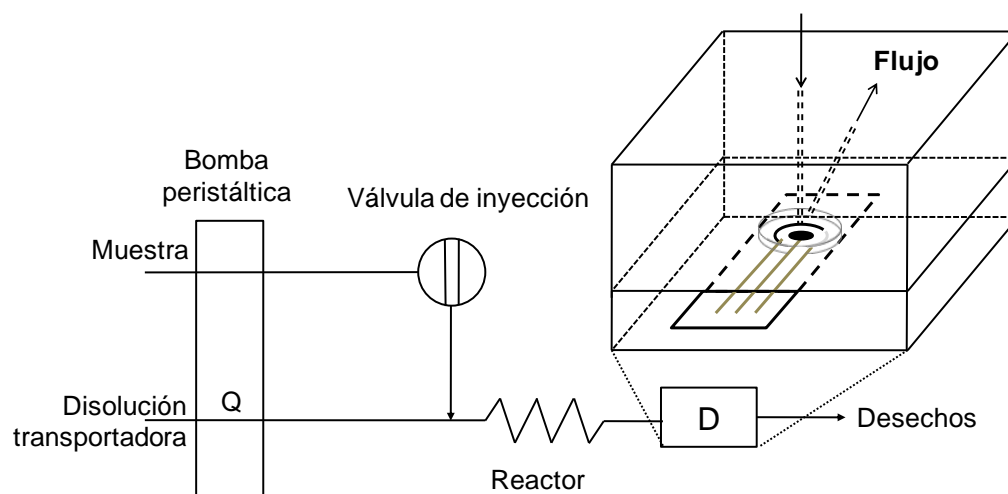 Flujo
Bomba
peristáltica
Válvula de inyección
Muestra
Q
Disolución
transportadora
D
Desechos
Reactor